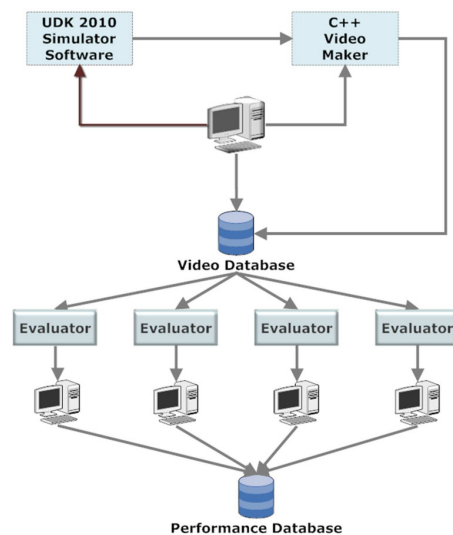 UDK 2010
Simulator
Software
C++
Video
Maker
Video Database
Evaluator
Evaluator
Evaluator
Evaluator
Performance Database